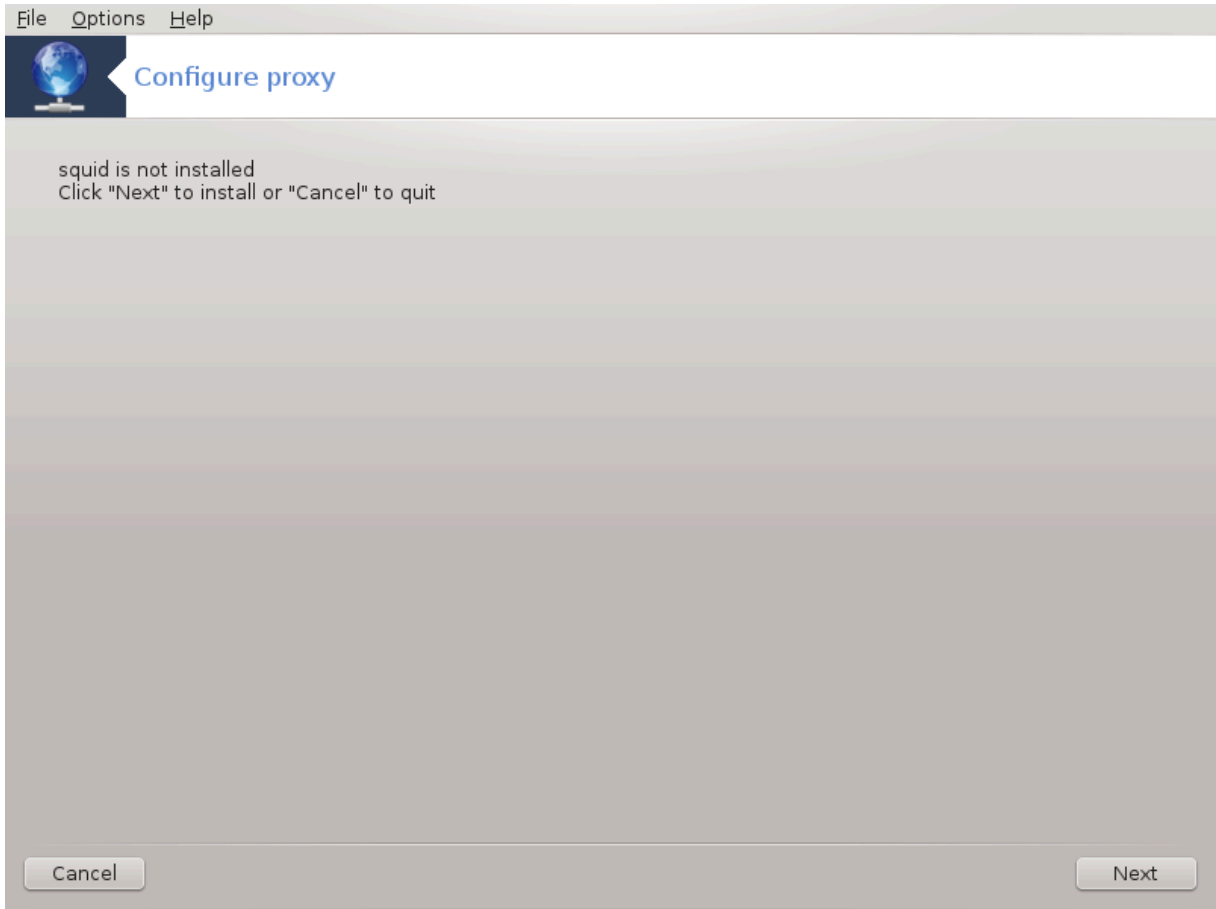 File Options Help
Configure proxy
squid is not installed
Click "Next" to install or "Cancel" to quit
Cancel Next